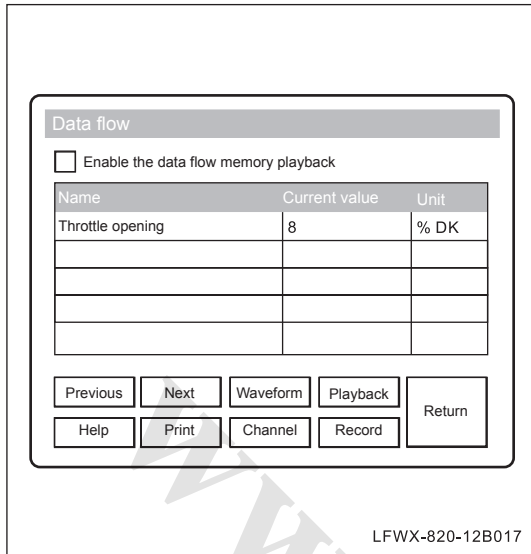 Data flow
Enable the data flow memory playback
Name Current value Unit
Throttle opening 8 % DK
Previous Next Waveform Playback Return
Help Print Channel Record
LFWX-820-12B017